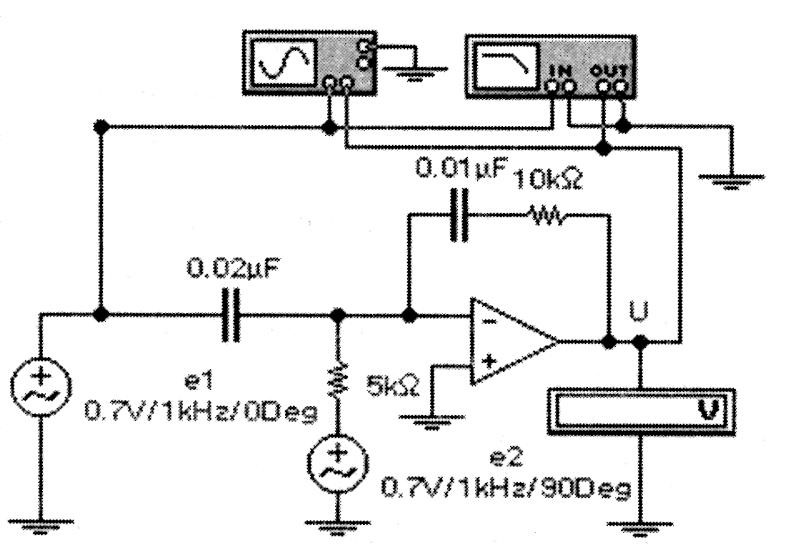 IN OUT
0.01µF 10kΩ
0.02µF
U
−
+
+
5kΩ
e1
0.7V/1kHz/0Deg
V
+
e2
0.7V/1kHz/90Deg